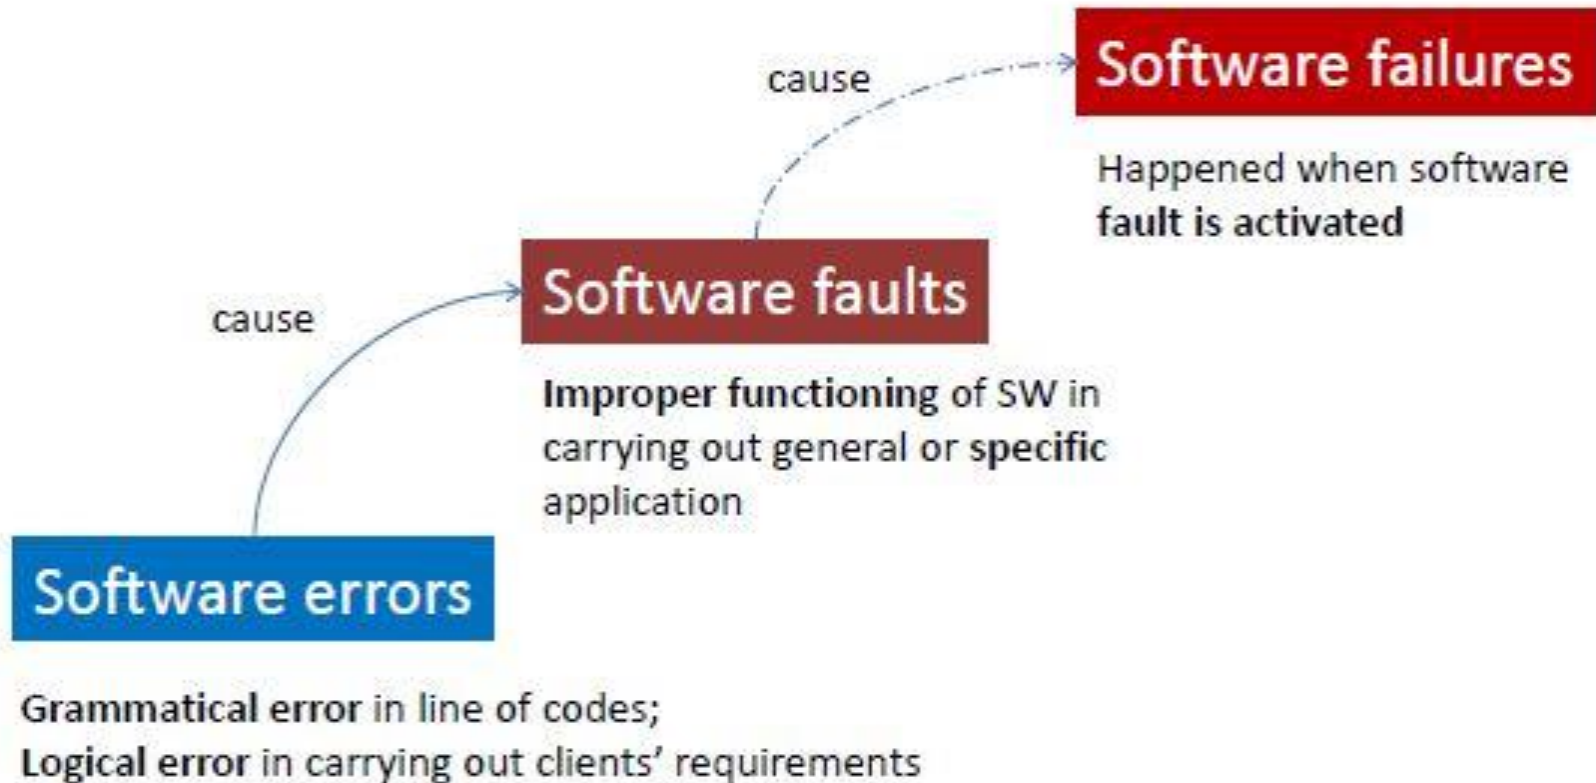 Software failures
cause
Happened when software
fault is activated
Software faults
cause
Improper functioning of SW in
carrying out general or specific
application
Software errors
Grammatical error in line of codes;
Logical error in carrying out clients' requirements